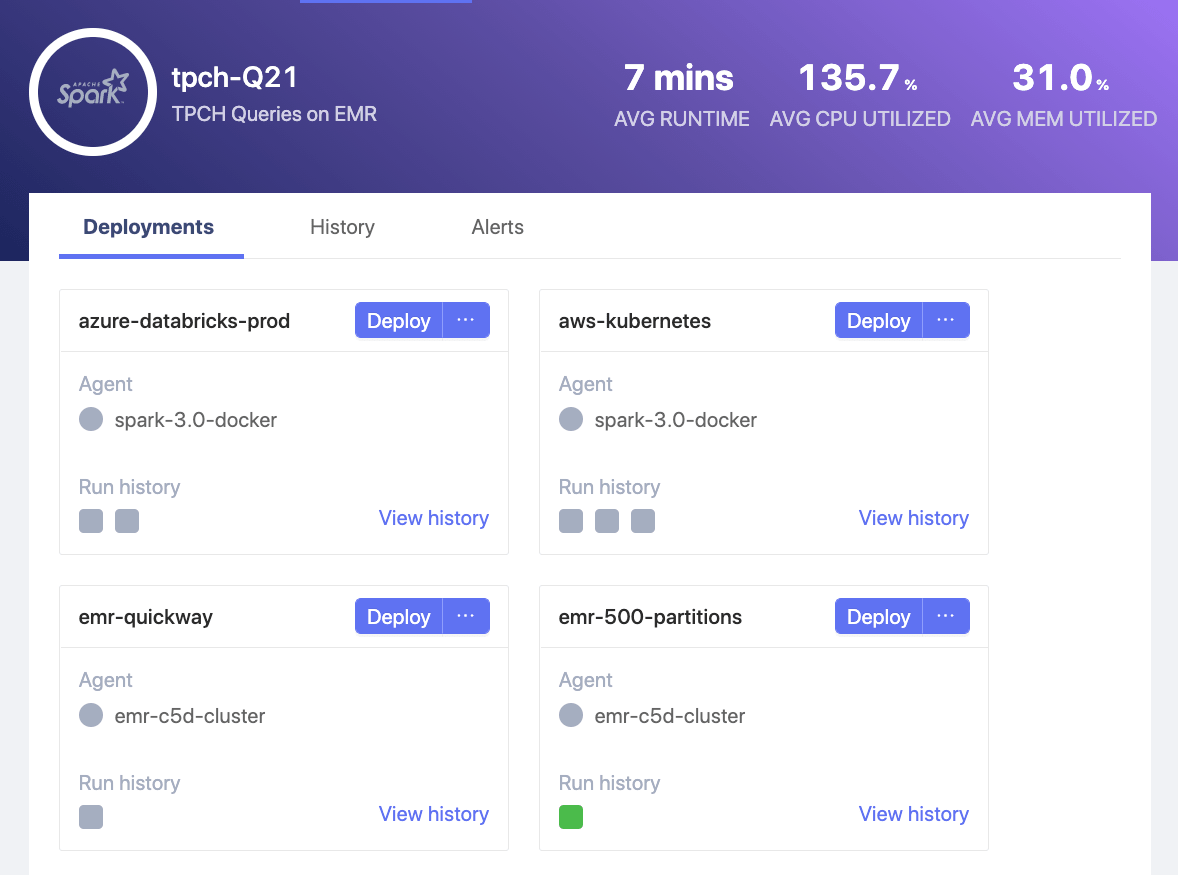 APACHE
Spark
tpch-Q21
TPCH Queries on EMR
7 mins
AVG RUNTIME
135.7 %
AVG CPU UTILIZED
31.0 %
AVG MEM UTILIZED
Deployments
History
Alerts
azure-databricks-prod
Deploy ...
Agent
spark-3.0-docker
Run history
View history
aws-kubernetes
Deploy ...
Agent
spark-3.0-docker
Run history
View history
emr-quickway
Deploy ...
Agent
emr-c5d-cluster
Run history
View history
emr-500-partitions
Deploy ...
Agent
emr-c5d-cluster
Run history
View history